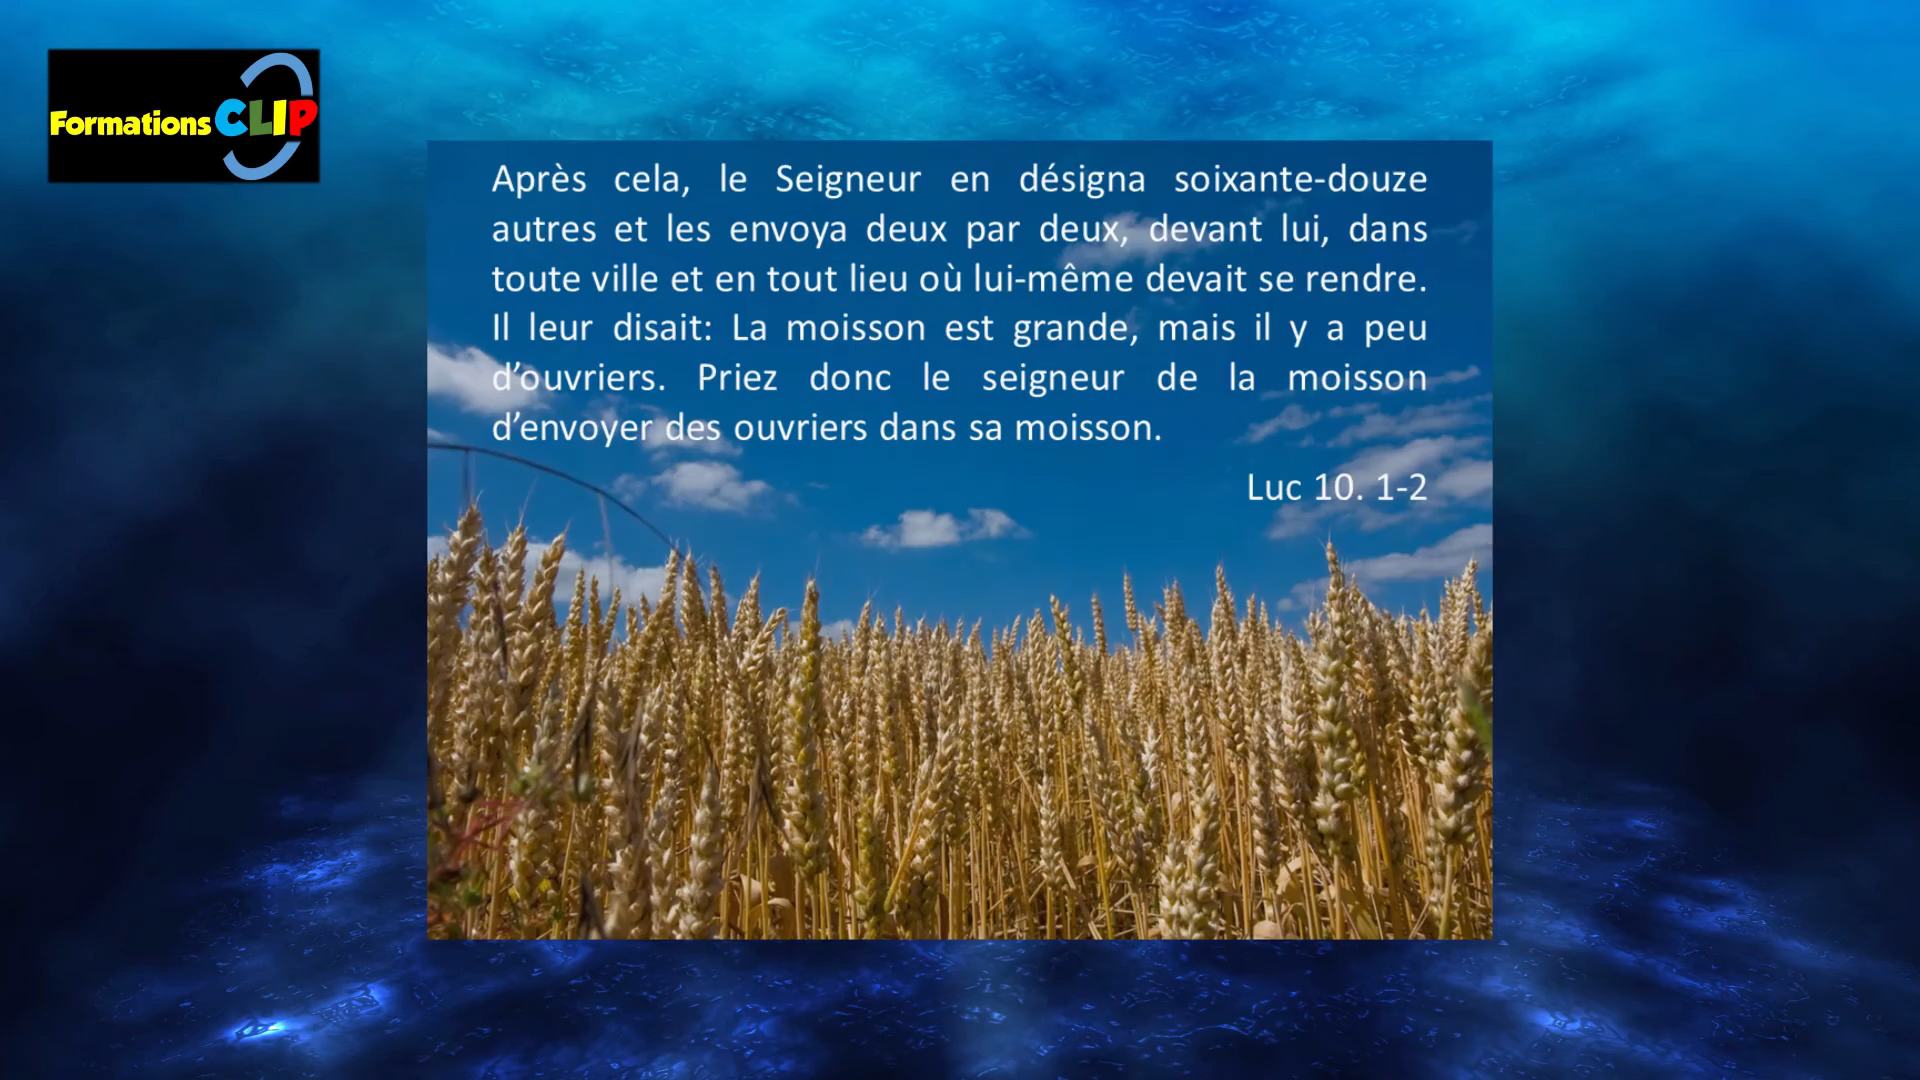 Formations CLIP
Après cela, le Seigneur en désigna soixante-douze
autres et les envoya deux par deux, devant lui, dans
toute ville et en tout lieu où lui-même devait se rendre.
Il leur disait: La moisson est grande, mais il y a peu
d’ouvriers. Priez donc le seigneur de la moisson
d’envoyer des ouvriers dans sa moisson.
Luc 10. 1-2